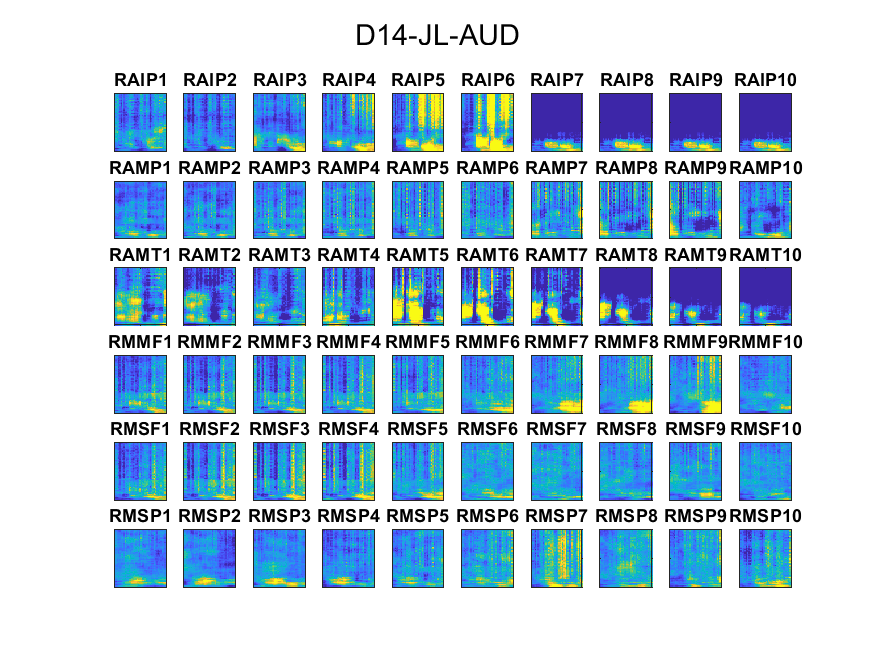 D14-JL-AUD
RAIP1 RAIP2 RAIP3 RAIP4 RAIP5 RAIP6 RAIP7 RAIP8 RAIP9 RAIP10
RAMP1 RAMP2 RAMP3 RAMP4 RAMP5 RAMP6 RAMP7 RAMP8 RAMP9 RAMP10
RAMT1 RAMT2 RAMT3 RAMT4 RAMT5 RAMT6 RAMT7 RAMT8 RAMT9 RAMT10
RMMF1 RMMF2 RMMF3 RMMF4 RMMF5 RMMF6 RMMF7 RMMF8 RMMF9 RMMF10
RMSF1 RMSF2 RMSF3 RMSF4 RMSF5 RMSF6 RMSF7 RMSF8 RMSF9 RMSF10
RMSP1 RMSP2 RMSP3 RMSP4 RMSP5 RMSP6 RMSP7 RMSP8 RMSP9 RMSP10